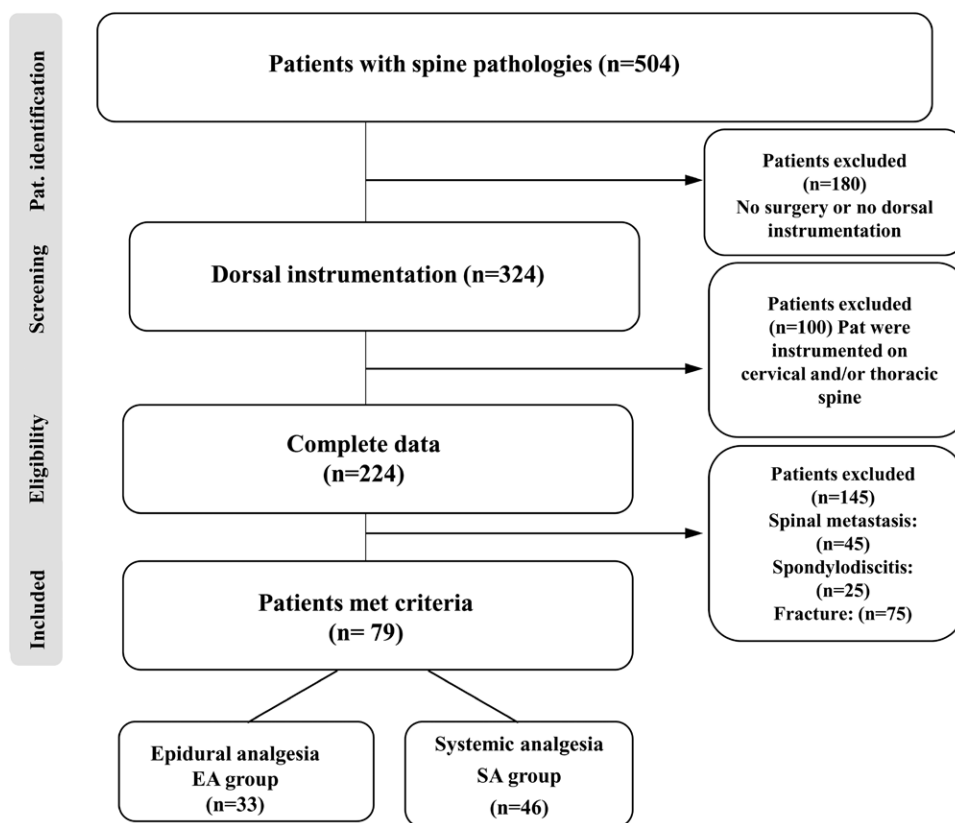 Pat. identification
Patients with spine pathologies (n=504)
Patients excluded
(n=180)
No surgery or no dorsal
instrumentation
Screening
Dorsal instrumentation (n=324)
Patients excluded
(n=100) Pat were
instrumented on
cervical and/or thoracic
spine
Eligibility
Complete data
(n=224)
Patients excluded
(n=145)
Spinal metastasis:
(n=45)
Spondylodiscitis:
(n=25)
Fracture: (n=75)
Included
Patients met criteria
(n= 79)
Epidural analgesia
EA group
(n=33)
Systemic analgesia
SA group
(n=46)